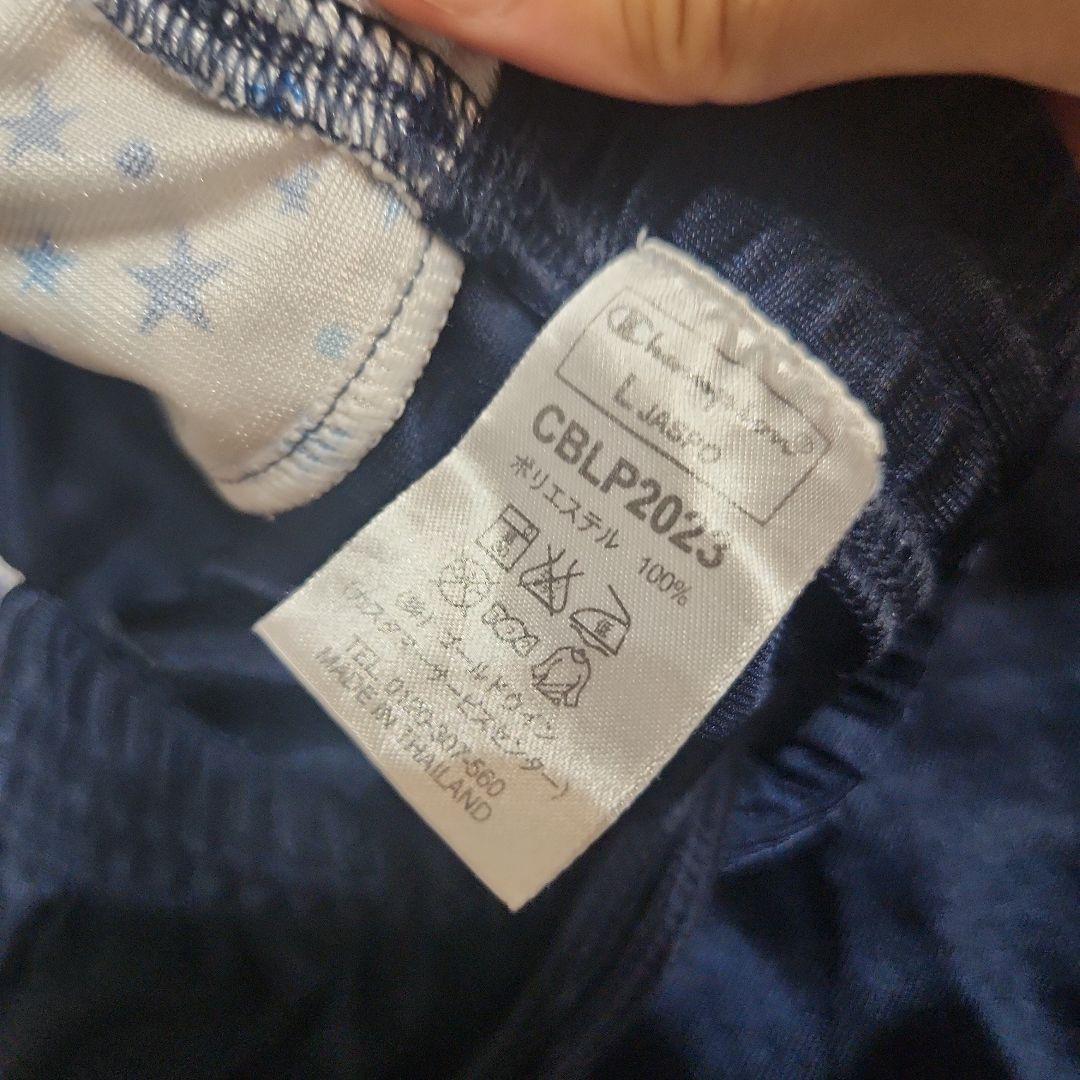 Champion®
L JASPO
CBLP2023
ポリエステル 100%
(株) エールドウイン
(カスタマーサービスセンター)
TEL. 0120-307-560
MADE IN THAILAND